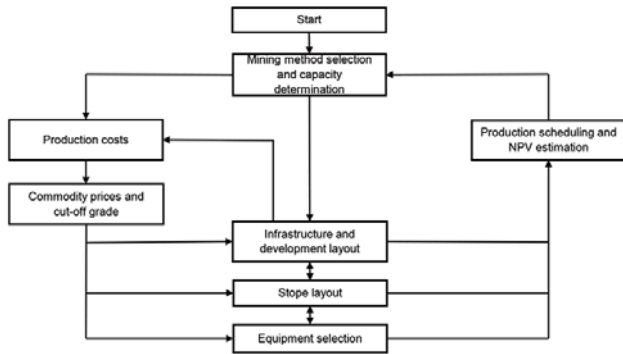 Start
Mining method selection
and capacity
determination
Production costs
Production scheduling and
NPV estimation
Commodity prices and
cut-off grade
Infrastructure and
development layout
Stope layout
Equipment selection